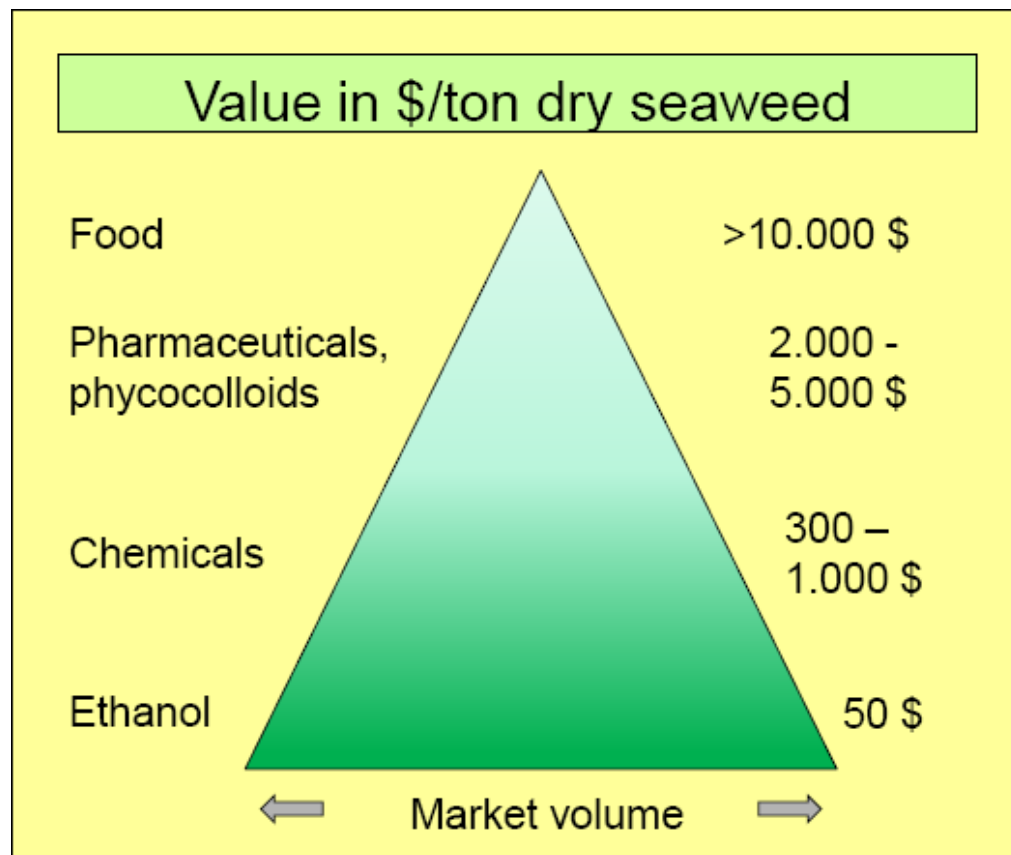 Value in $/ton dry seaweed
Food
>10.000 $
Pharmaceuticals,
phycocolloids
2.000 -
5.000 $
Chemicals
300 –
1.000 $
Ethanol
50 $
Market volume